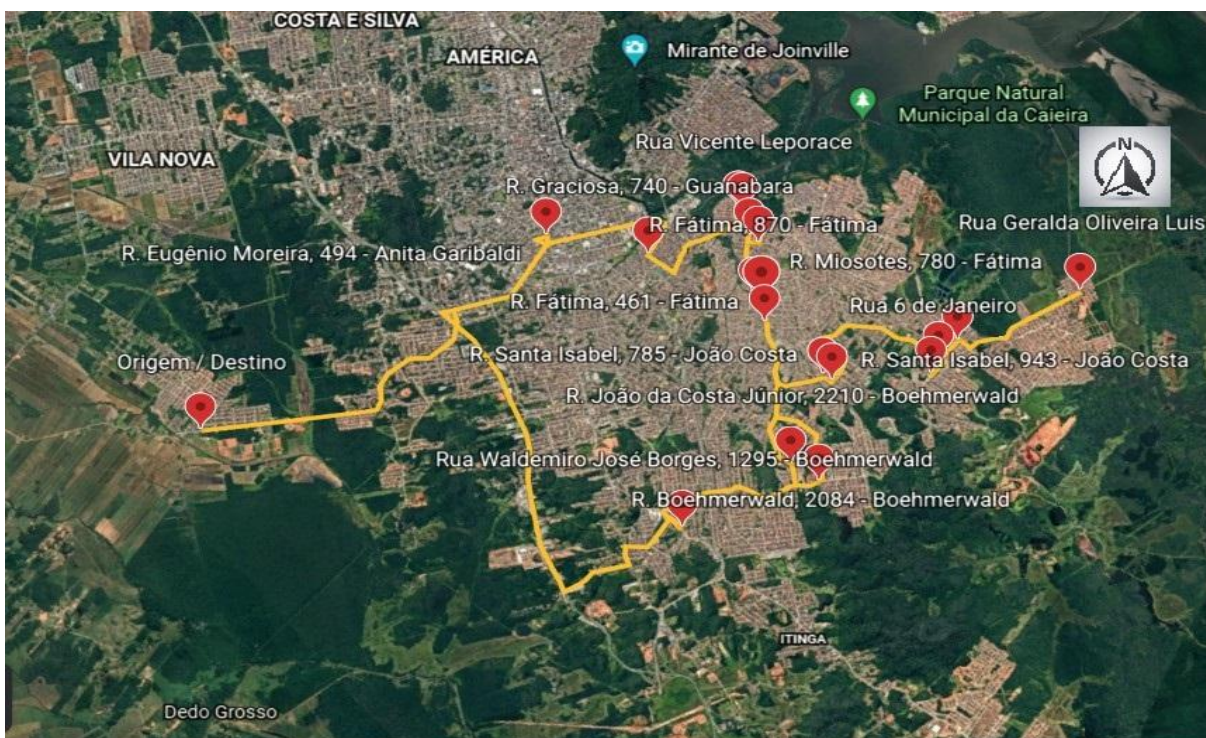 COSTA E SILVA
AMÉRICA
Mirante de Joinville
Parque Natural
Municipal da Caieira
N
VILA NOVA
Rua Vicente Leporace
R. Graciosa, 740 - Guanabara
Rua Geralda Oliveira Luis
R. Fátima, 870 - Fátima
R. Eugênio Moreira, 494 - Anita Garibaldi
R. Miosotes, 780 - Fátima
R. Fátima, 461 - Fátima
Rua 6 de Janeiro
Origem / Destino
R. Santa Isabel, 785 - João Costa
R. Santa Isabel, 943 - João Costa
R. João da Costa Júnior, 2210 - Boehmerwald
Rua Waldemiro José Borges, 1295 - Boehmerwald
R. Boehmerwald, 2084 - Boehmerwald
ITINGA
Dedo Grosso